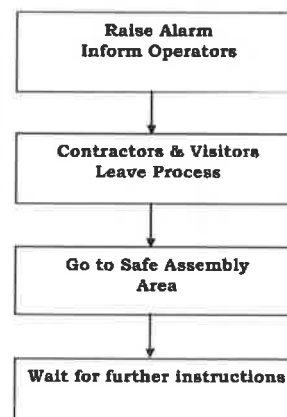 Raise Alarm
Inform Operators
Contractors & Visitors
Leave Process
Go to Safe Assembly
Area
Wait for further instructions